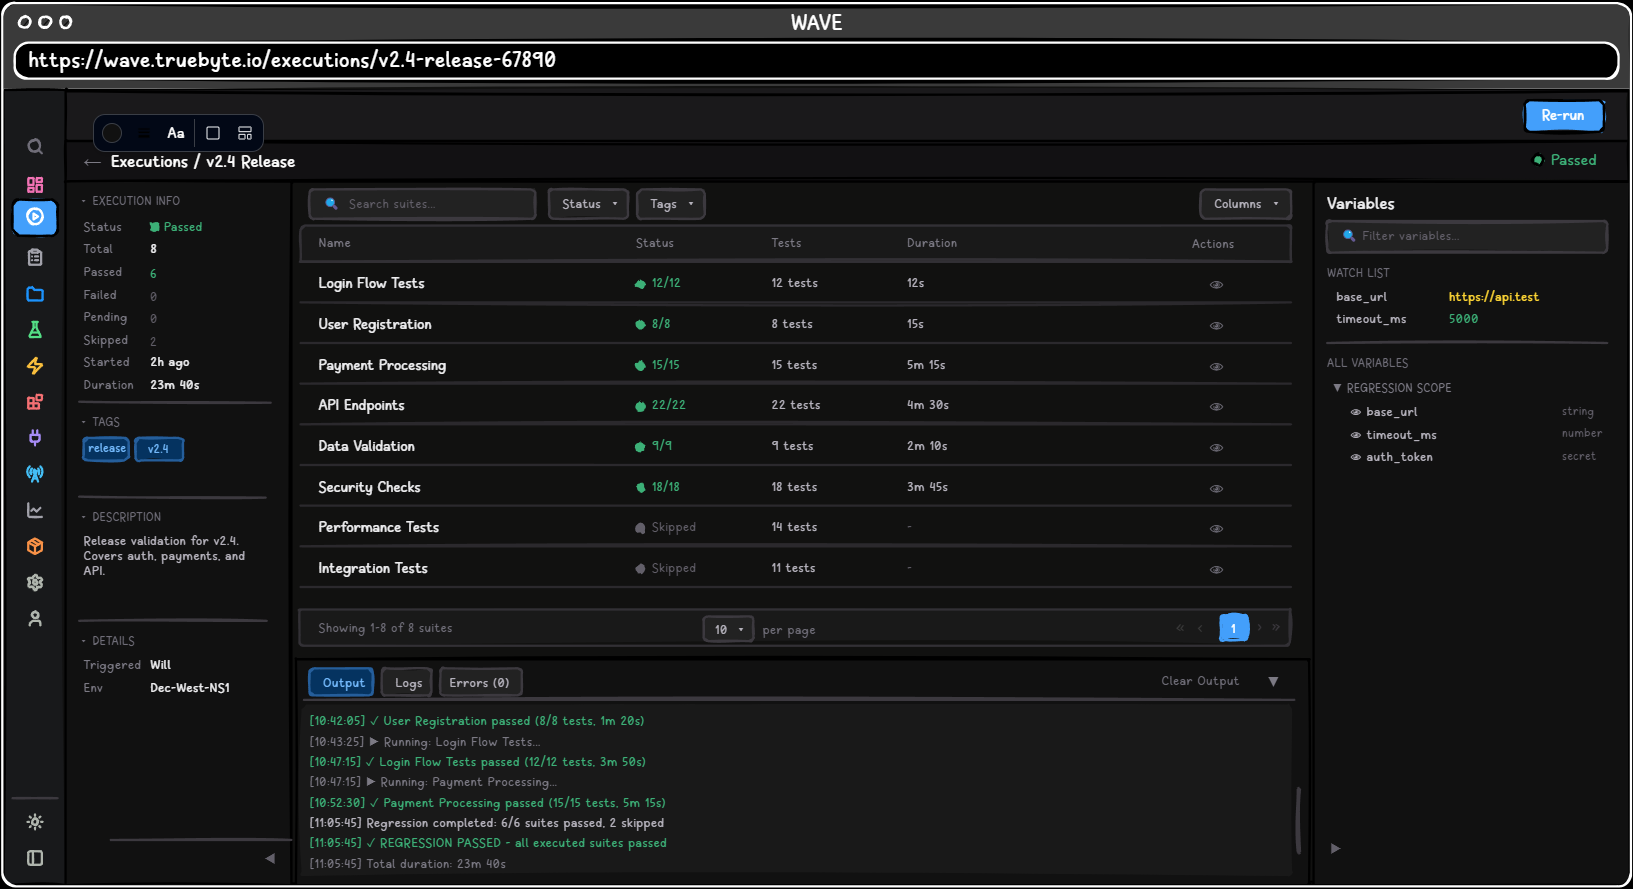 WAVE
https://wave.truebyte.io/executions/v2.4-release-67890
Re-run
Aa
← Executions / v2.4 Release
Passed
- EXECUTION INFO
Status Passed
Total 8
Passed 6
Failed 0
Pending 0
Skipped 2
Started 2h ago
Duration 23m 40s
- TAGS
release v2.4
- DESCRIPTION
Release validation for v2.4.
Covers auth, payments, and
API.
- DETAILS
Triggered Will
Env Dec-West-NS1
Search suites... Status Tags Columns
Name Status Tests Duration Actions
Login Flow Tests 12/12 12 tests 12s
User Registration 8/8 8 tests 15s
Payment Processing 15/15 15 tests 5m 15s
API Endpoints 22/22 22 tests 4m 30s
Data Validation 9/9 9 tests 2m 10s
Security Checks 18/18 18 tests 3m 45s
Performance Tests Skipped 14 tests -
Integration Tests Skipped 11 tests -
Showing 1-8 of 8 suites 10 per page « ‹ 1 › »
Output Logs Errors (0) Clear Output ▼
[10:42:05] ✓ User Registration passed (8/8 tests, 1m 20s)
[10:43:25] ▶ Running: Login Flow Tests...
[10:47:15] ✓ Login Flow Tests passed (12/12 tests, 3m 50s)
[10:47:15] ▶ Running: Payment Processing...
[10:52:30] ✓ Payment Processing passed (15/15 tests, 5m 15s)
[11:05:45] Regression completed: 6/6 suites passed, 2 skipped
[11:05:45] ✓ REGRESSION PASSED - all executed suites passed
[11:05:45] Total duration: 23m 40s
Variables
Filter variables...
WATCH LIST
base_url https://api.test
timeout_ms 5000
ALL VARIABLES
▼ REGRESSION SCOPE
base_url string
timeout_ms number
auth_token secret